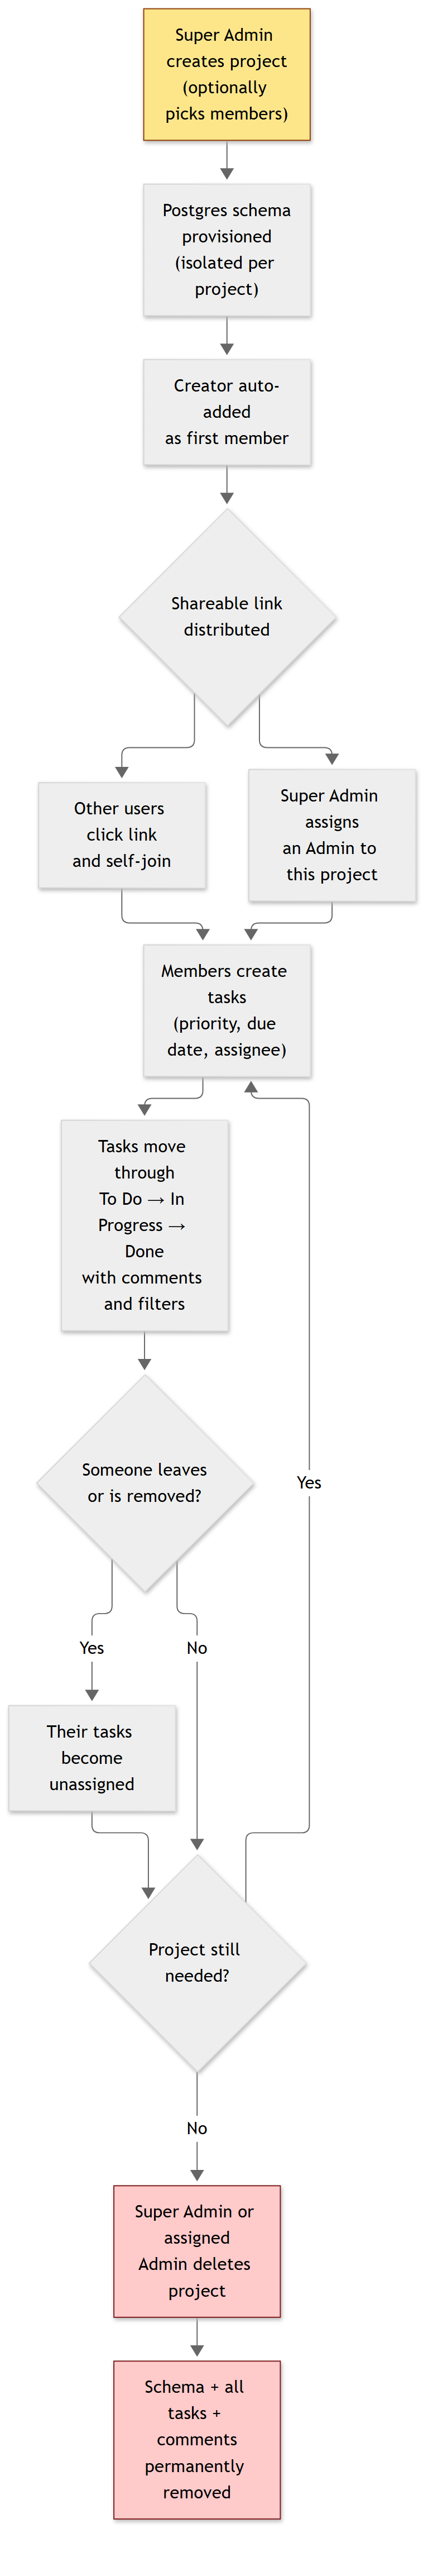 Super Admin
creates project
(optionally
picks members)
Postgres schema
provisioned
(isolated per
project)
Creator auto-
added
as first member
Shareable link
distributed
Other users
click link
and self-join
Super Admin
assigns
an Admin to
this project
Members create
tasks
(priority, due
date, assignee)
Tasks move
through
To Do → In
Progress →
Done
with comments
and filters
Someone leaves
or is removed?
Yes
Yes
No
Their tasks
become
unassigned
Project still
needed?
No
Super Admin or
assigned
Admin deletes
project
Schema + all
tasks +
comments
permanently
removed